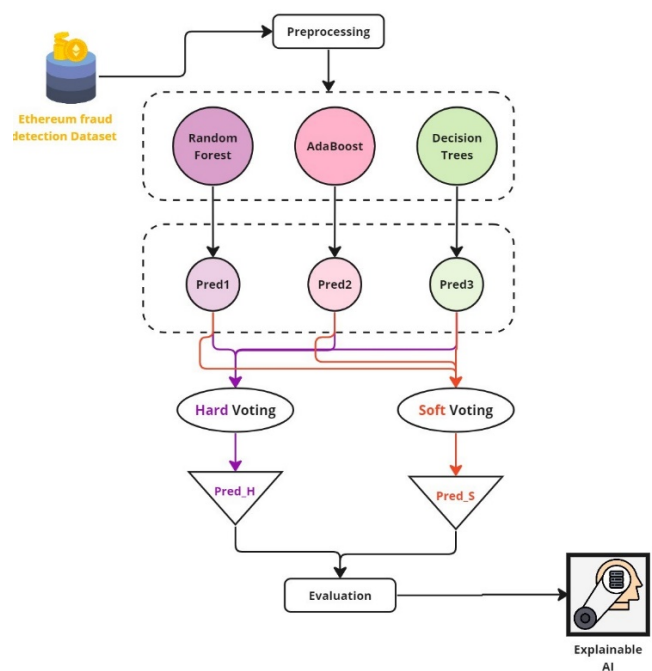 Preprocessing
Ethereum fraud
detection Dataset
Random
Forest
AdaBoost
Decision
Trees
Pred1
Pred2
Pred3
Hard Voting
Soft Voting
Pred_H
Pred_S
Evaluation
Explainable
AI